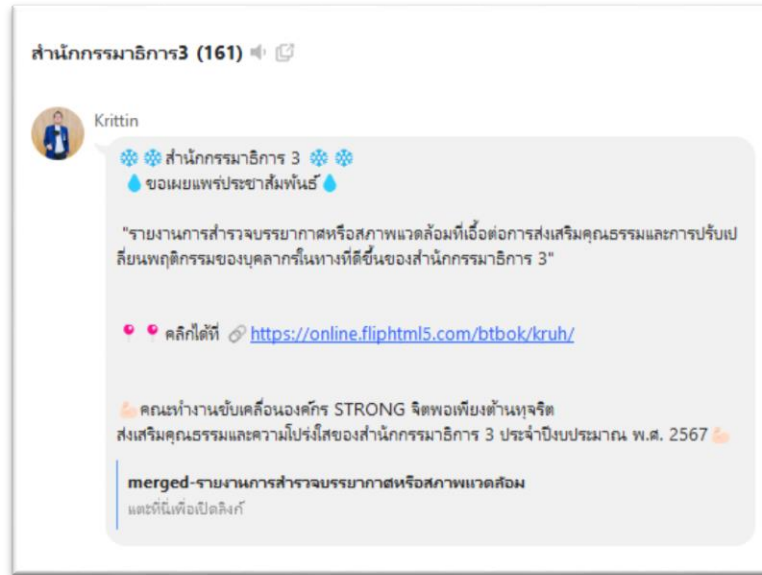 สำนักกรรมาธิการ3 (161)
Krittin
❄️ ❄️ สำนักกรรมาธิการ 3 ❄️ ❄️
💧ขอเผยแพร่ประชาสัมพันธ์💧
"รายงานการสำรวจบรรยากาศหรือสภาพแวดล้อมที่เอื้อต่อการส่งเสริมคุณธรรมและการปรับเป
ลี่ยนพฤติกรรมของบุคลากรในทางที่ดีขึ้นของสำนักกรรมาธิการ 3"
📍 📍 คลิกได้ที่ 🔗 https://online.fliphtml5.com/btbok/kruh/
💪🏻คณะทำงานขับเคลื่อนองค์กร STRONG จิตพอเพียงต้านทุจริต
ส่งเสริมคุณธรรมและความโปร่งใสของสำนักกรรมาธิการ 3 ประจำปีงบประมาณ พ.ศ. 2567 💪🏻
merged-รายงานการสำรวจบรรยากาศหรือสภาพแวดล้อม
แตะที่นี่เพื่อเปิดลิงก์